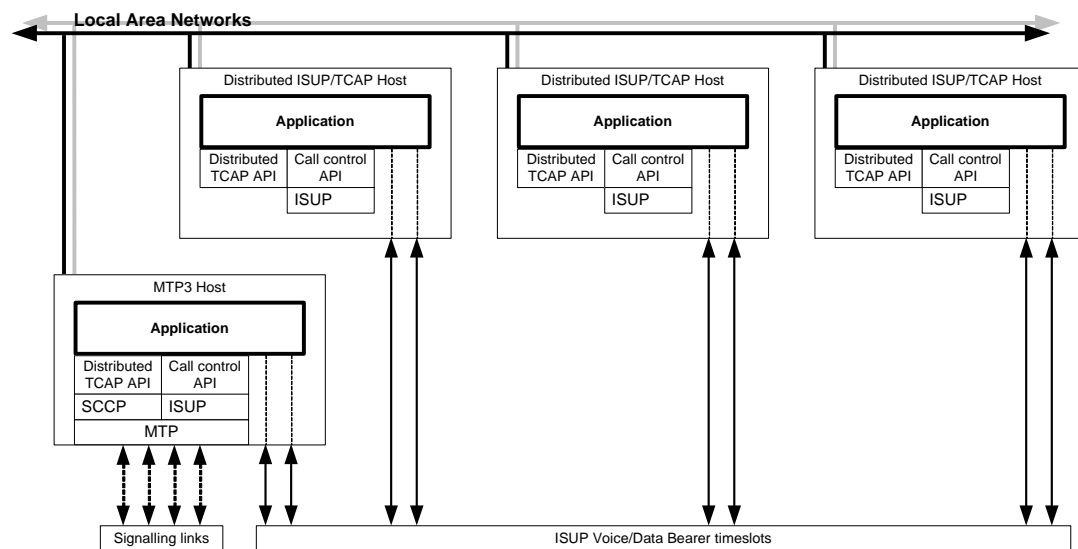 Local Area Networks
Distributed ISUP/TCAP Host
Application
Distributed
TCAP API
Call control
API
ISUP
Distributed ISUP/TCAP Host
Application
Distributed
TCAP API
Call control
API
ISUP
Distributed ISUP/TCAP Host
Application
Distributed
TCAP API
Call control
API
ISUP
MTP3 Host
Application
Distributed
TCAP API
Call control
API
SCCP
ISUP
MTP
Signalling links
ISUP Voice/Data Bearer timeslots